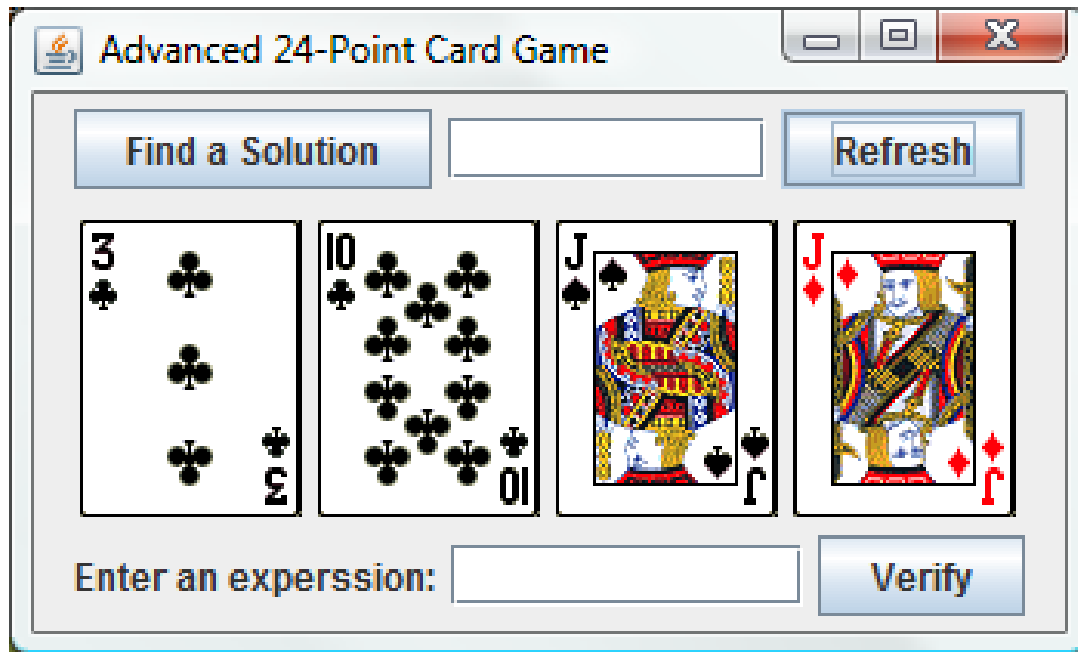 Advanced 24-Point Card Game
Find a Solution
Refresh
3
10
J
J
3
10
J
J
Enter an experssion:
Verify